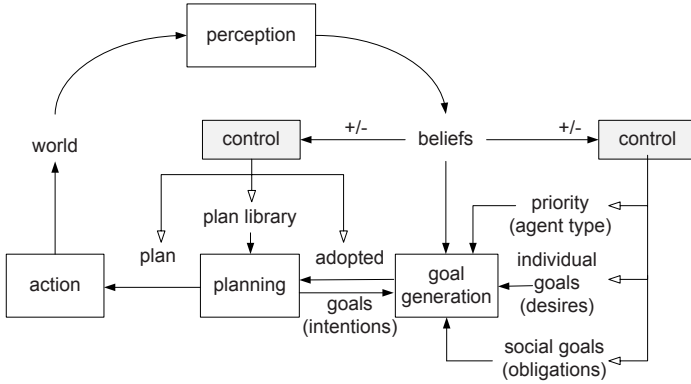 perception
+/-
+/-
control
beliefs
control
world
plan library
priority
(agent type)
plan
adopted
individual
goals
(desires)
action
planning
goal
generation
goals
(intentions)
social goals
(obligations)